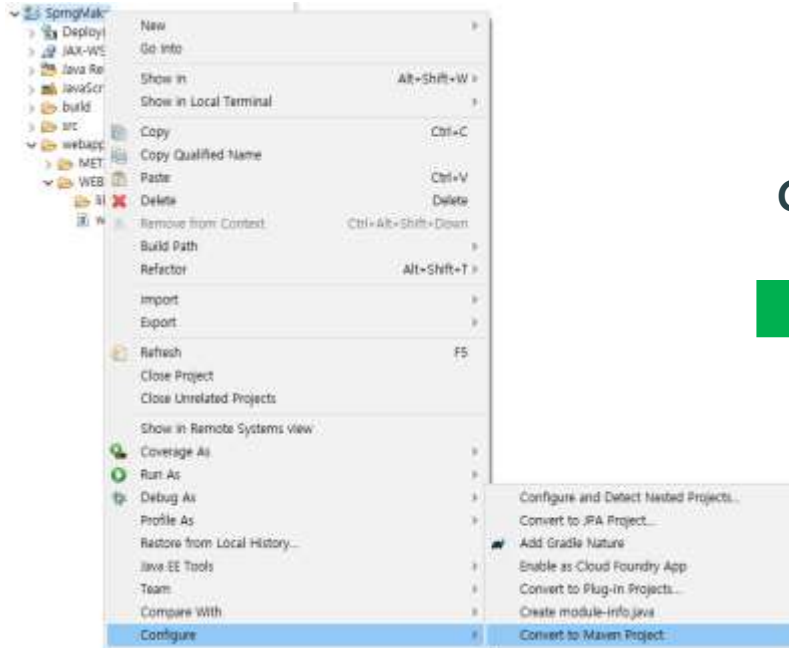 SpringMak
Deploy
JAX-WS
Java Re
JavaScr
build
src
webapp
MET
WEB
New
Go Into
Show in Alt+Shift+W >
Show in Local Terminal >
Copy Ctrl+C
Copy Qualified Name
Paste Ctrl+V
Delete Delete
Remove from Context Ctrl+Alt+Shift+Down
Build Path >
Refactor Alt+Shift+T >
Import >
Export >
Refresh F5
Close Project
Close Unrelated Projects
Show in Remote Systems view
Coverage As >
Run As >
Debug As >
Profile As >
Restore from Local History...
Java EE Tools >
Team >
Compare With >
Configure >
Configure and Detect Nested Projects...
Convert to JPA Project...
Add Gradle Nature
Enable as Cloud Foundry App
Convert to Plug-in Projects...
Create module-info.java
Convert to Maven Project